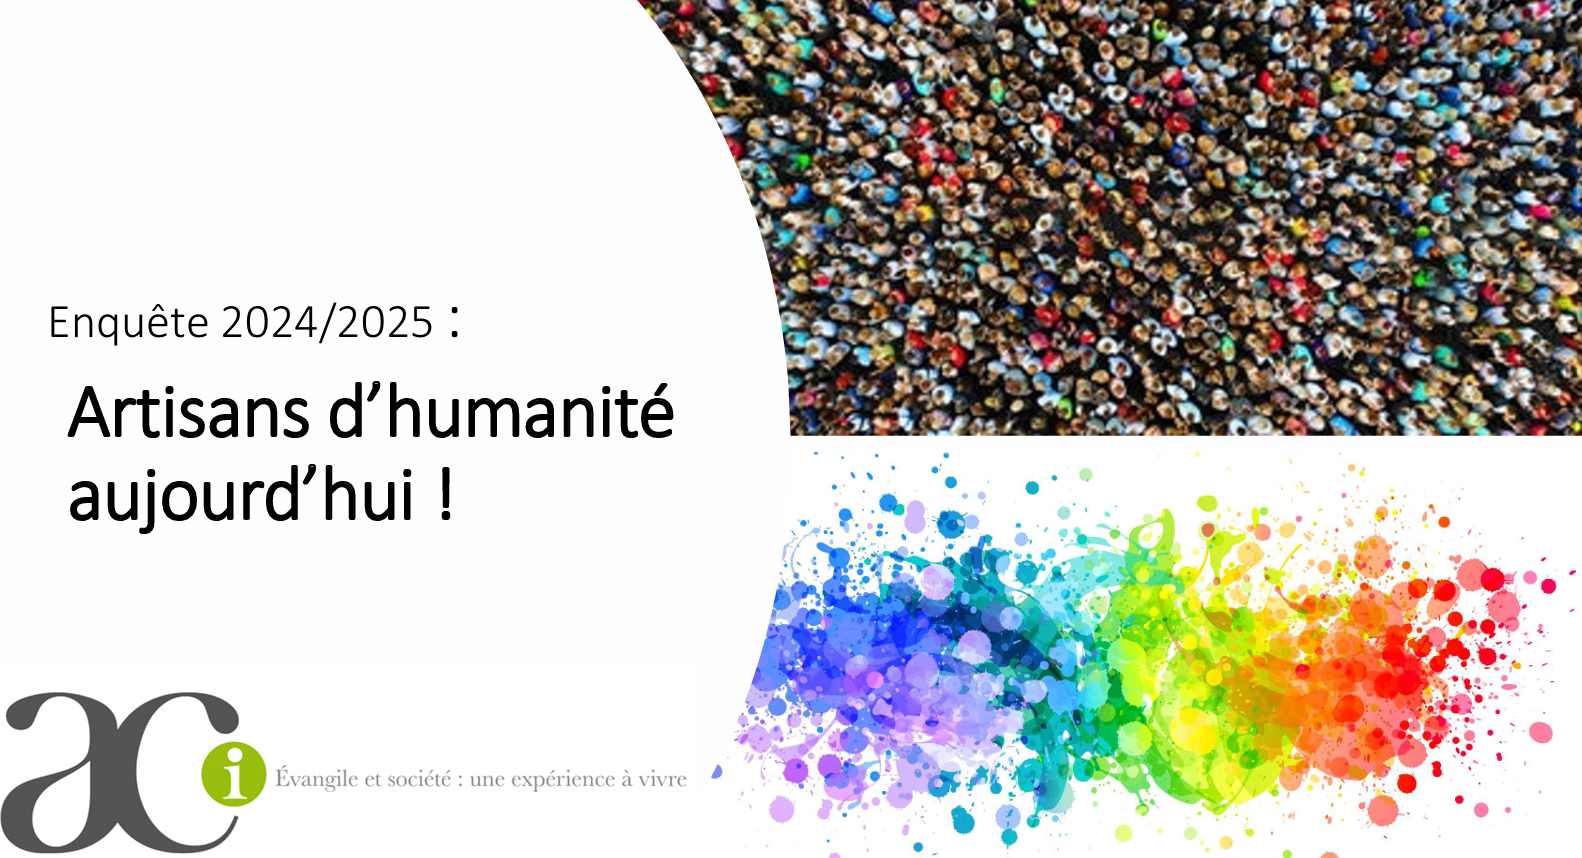 Enquête 2024/2025 :
Artisans d’humanité
aujourd’hui !
aci
Évangile et société : une expérience à vivre